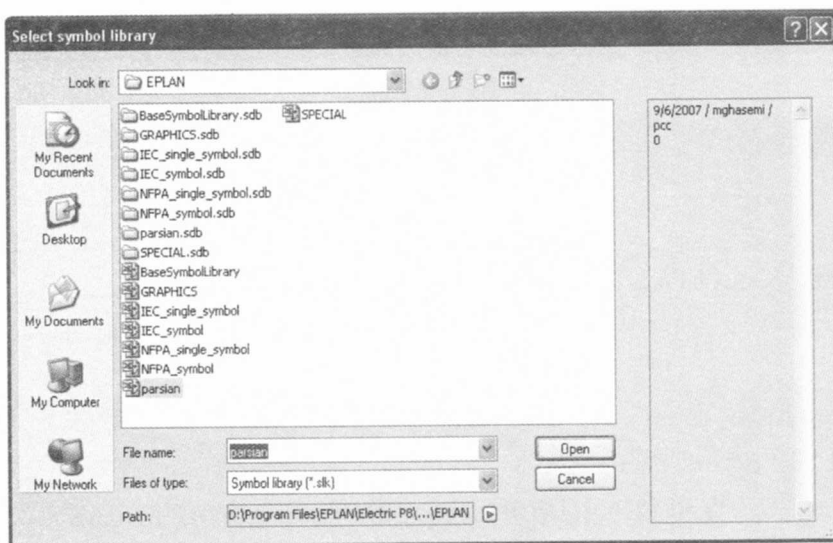 Select symbol library
Look in: EPLAN
BaseSymbolLibrary.sdb
GRAPHICS.sdb
IEC_single_symbol.sdb
IEC_symbol.sdb
NFPA_single_symbol.sdb
NFPA_symbol.sdb
parsian.sdb
SPECIAL.sdb
BaseSymbolLibrary
GRAPHICS
IEC_single_symbol
IEC_symbol
NFPA_single_symbol
NFPA_symbol
parsian
SPECIAL
9/6/2007 / mghasemi /
pcc
0
My Recent
Documents
Desktop
My Documents
My Computer
My Network
File name: parsian
Open
Files of type: Symbol library (*.slk)
Cancel
Path: D:\Program Files\EPLAN\Electric P8\...\EPLAN